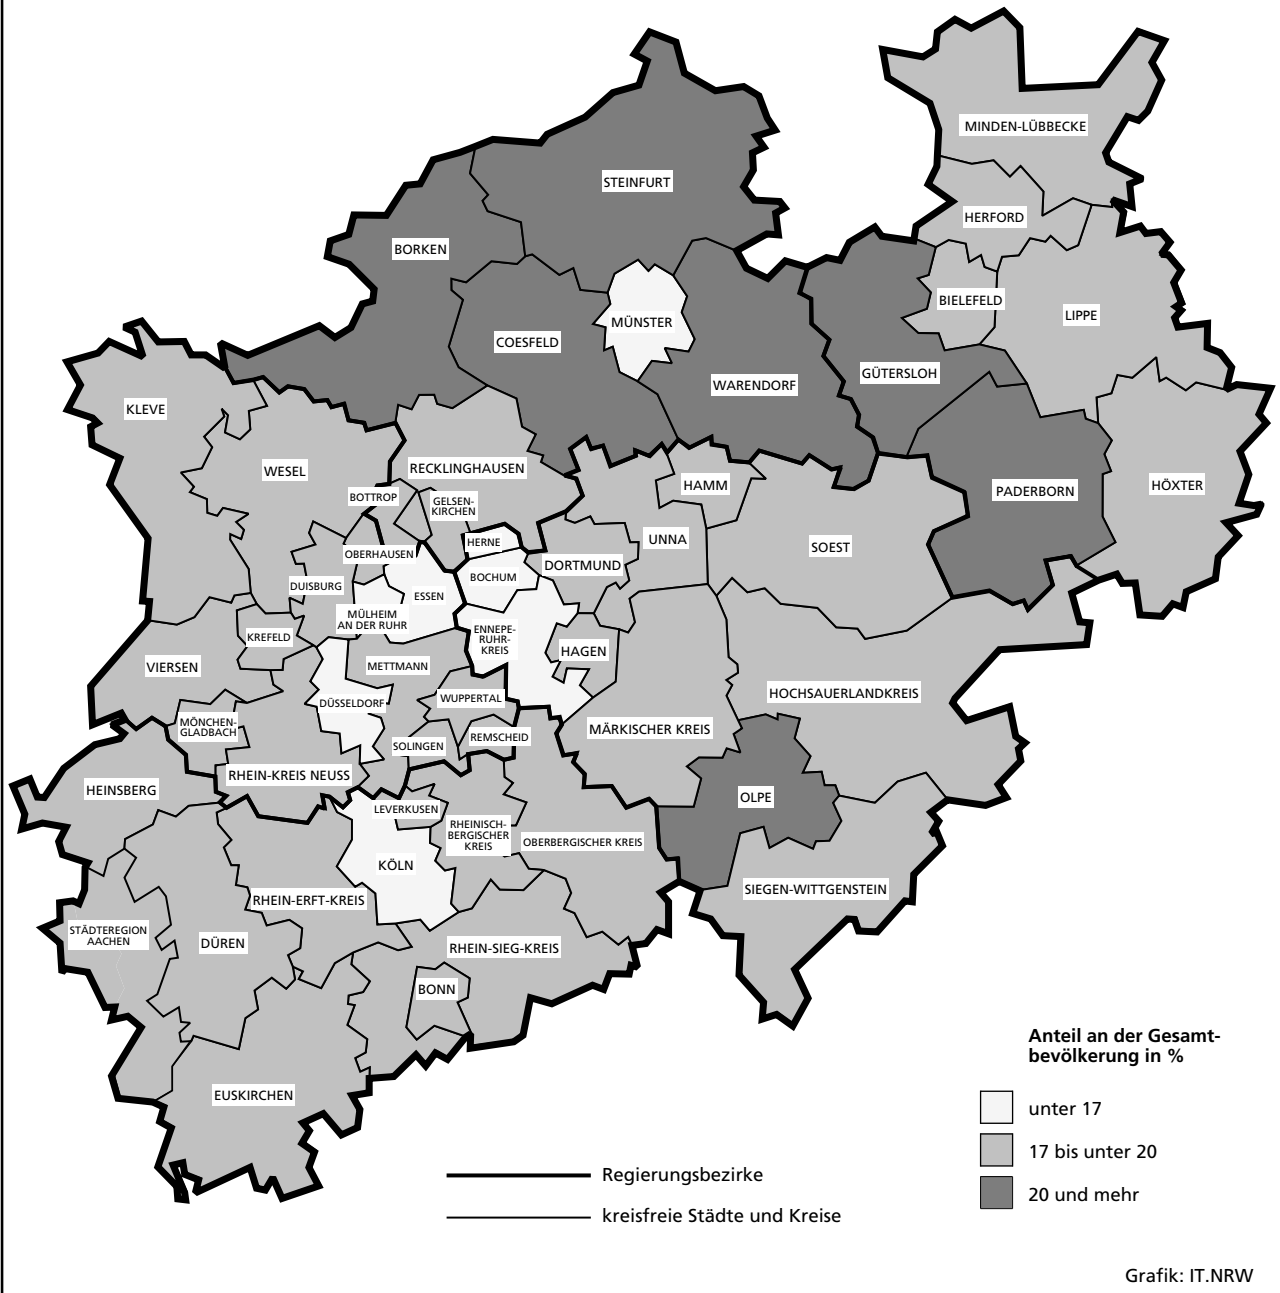 MINDEN-LÜBBECKE
STEINFURT
HERFORD
BORKEN
BIELEFELD
LIPPE
MÜNSTER
COESFELD
GÜTERSLOH
WARENDORF
KLEVE
RECKLINGHAUSEN
WESEL
HAMM
HÖXTER
PADERBORN
BOTTROP
GELSEN-
KIRCHEN
UNNA
HERNE
SOEST
OBERHAUSEN
DORTMUND
BOCHUM
DUISBURG
ESSEN
MÜLHEIM
AN DER RUHR
KREFELD
ENNEPE-
RUHR-
KREIS
HAGEN
VIERSEN
METTMANN
HOCHSAUERLANDKREIS
WUPPERTAL
DÜSSELDORF
MÖNCHEN-
GLADBACH
MÄRKISCHER KREIS
REMSCHEID
SOLINGEN
RHEIN-KREIS NEUSS
HEINSBERG
OLPE
LEVERKUSEN
RHEINISCH-
BERGISCHER
KREIS
OBERBERGISCHER KREIS
KÖLN
SIEGEN-WITTGENSTEIN
RHEIN-ERFT-KREIS
STÄDTEREGION
AACHEN
DÜREN
RHEIN-SIEG-KREIS
BONN
EUSKIRCHEN
Anteil an der Gesamt-
bevölkerung in %
unter 17
17 bis unter 20
20 und mehr
Regierungsbezirke
kreisfreie Städte und Kreise
Grafik: IT.NRW